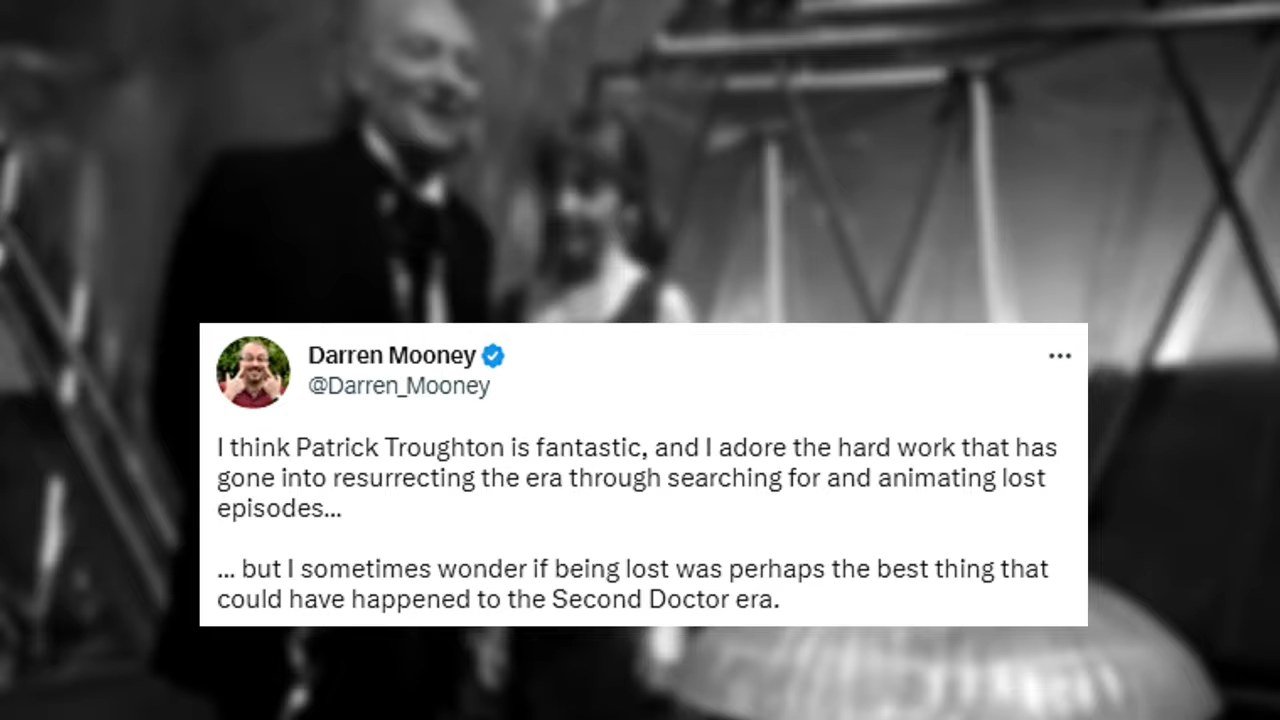 Darren Mooney
@Darren_Mooney
I think Patrick Troughton is fantastic, and I adore the hard work that has
gone into resurrecting the era through searching for and animating lost
episodes...
... but I sometimes wonder if being lost was perhaps the best thing that
could have happened to the Second Doctor era.